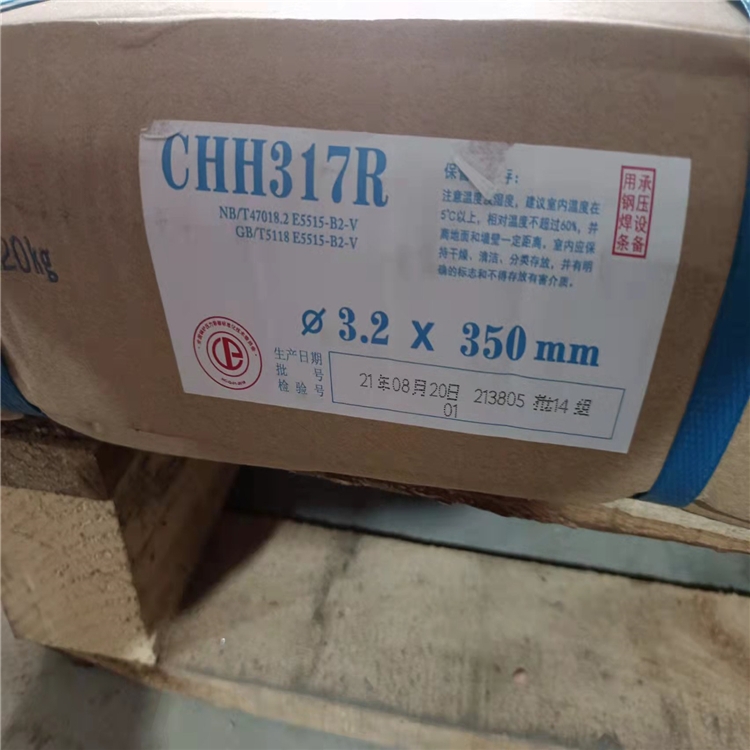 CHH317R
NB/T47018.2 E5515-B2-V
GB/T5118 E5515-B2-V
20kg
注意温度及湿度，建议室内温度在
5℃以上，相对温度不超过60%，并
离地面和墙壁一定距离，室内应保
持干燥、清洁、分类存放，并有明
确的标志和不得存放有害介质。
承压设备
用钢焊条
ø 3.2 X 350 mm
生产日期
批 号
检验号
21年08月20日 213805 批14 组
01